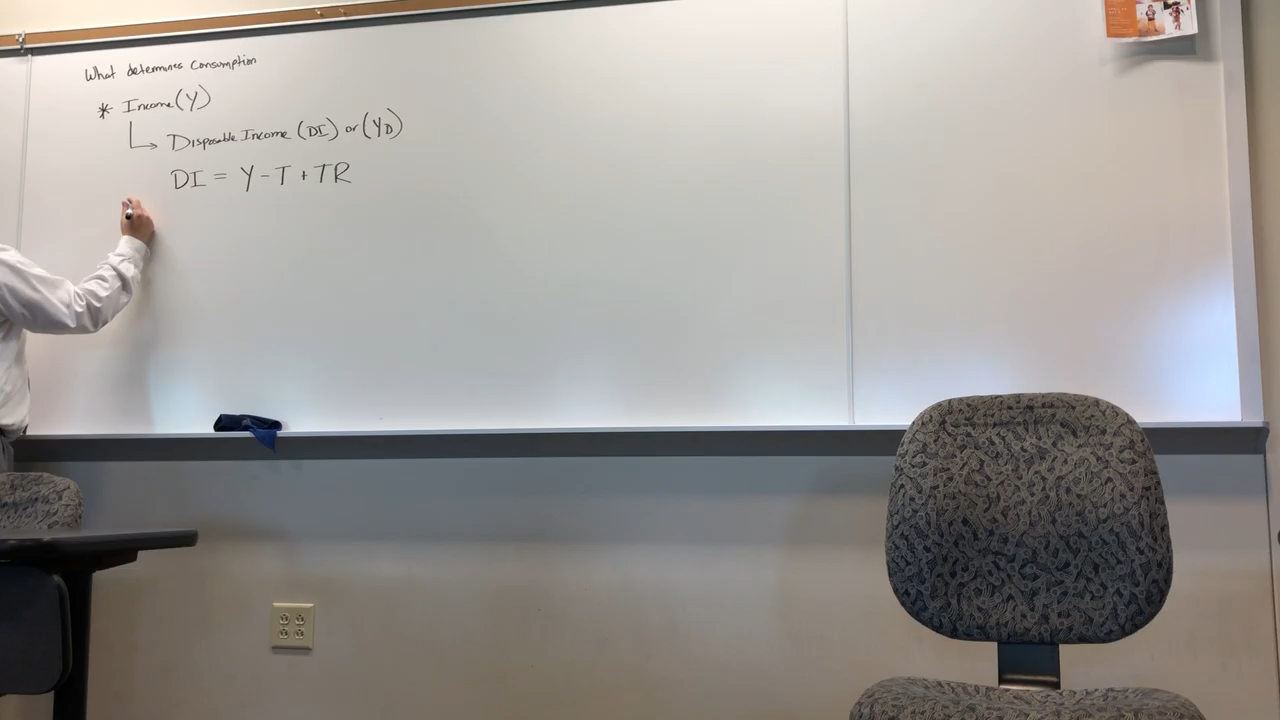 What determines Consumption
* Income (Y)
↳ Disposable Income (DI) or (YD)
DI = Y - T + TR